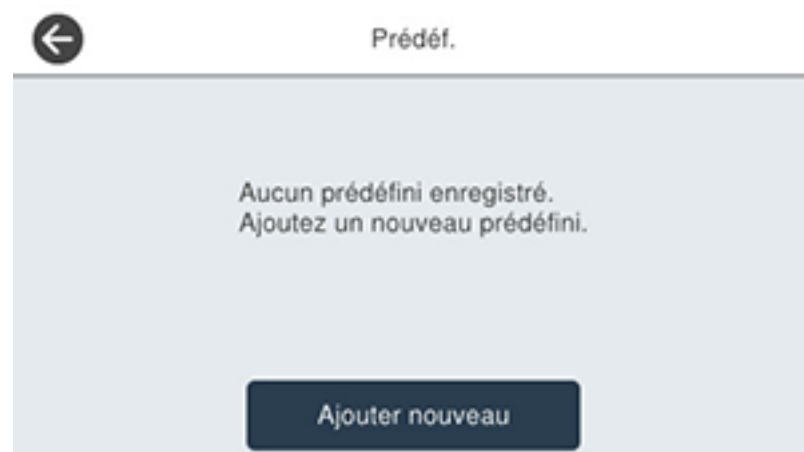 Prédéf.
Aucun prédéfini enregistré.
Ajoutez un nouveau prédéfini.
Ajouter nouveau